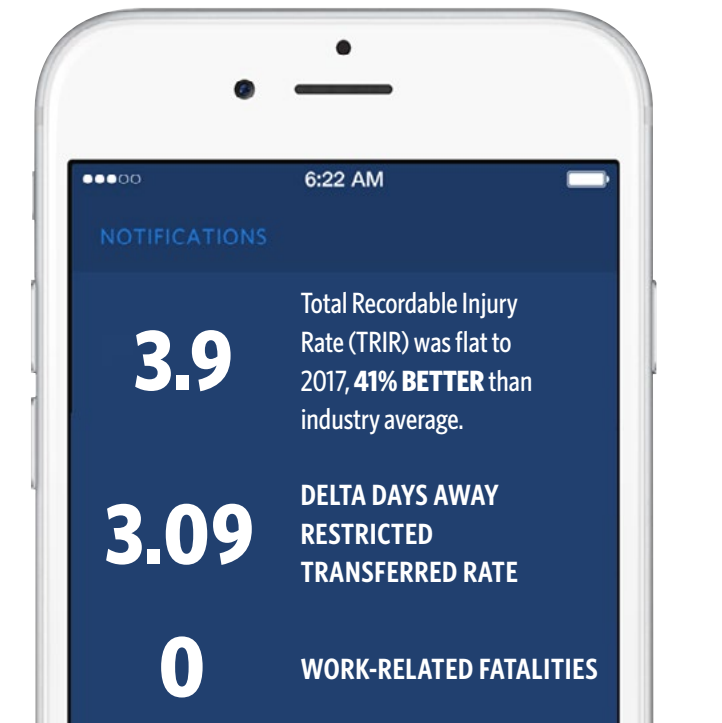 6:22 AM
NOTIFICATIONS
3.9
Total Recordable Injury
Rate (TRIR) was flat to
2017, 41% BETTER than
industry average.
3.09
DELTA DAYS AWAY
RESTRICTED
TRANSFERRED RATE
0
WORK-RELATED FATALITIES